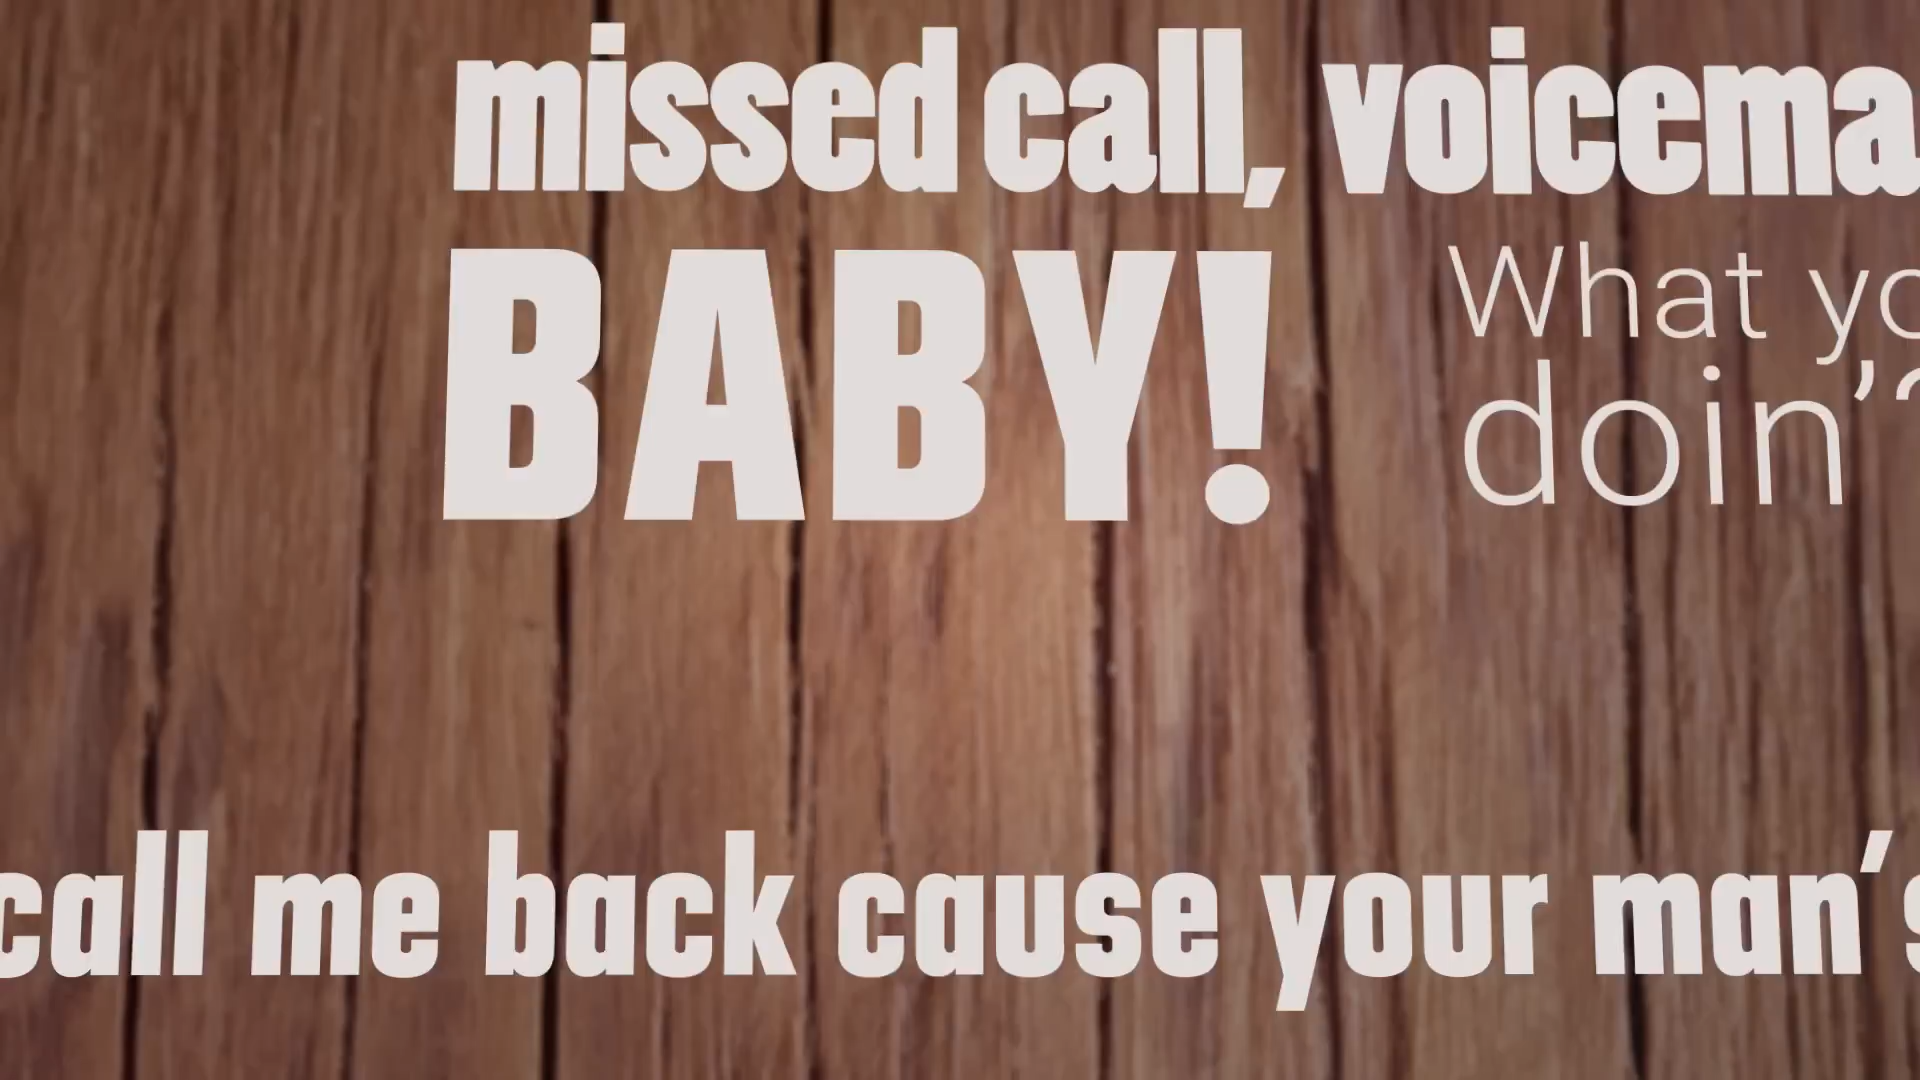 missed call, voicema
BABY!
What yo
doin’?
call me back cause your man’s